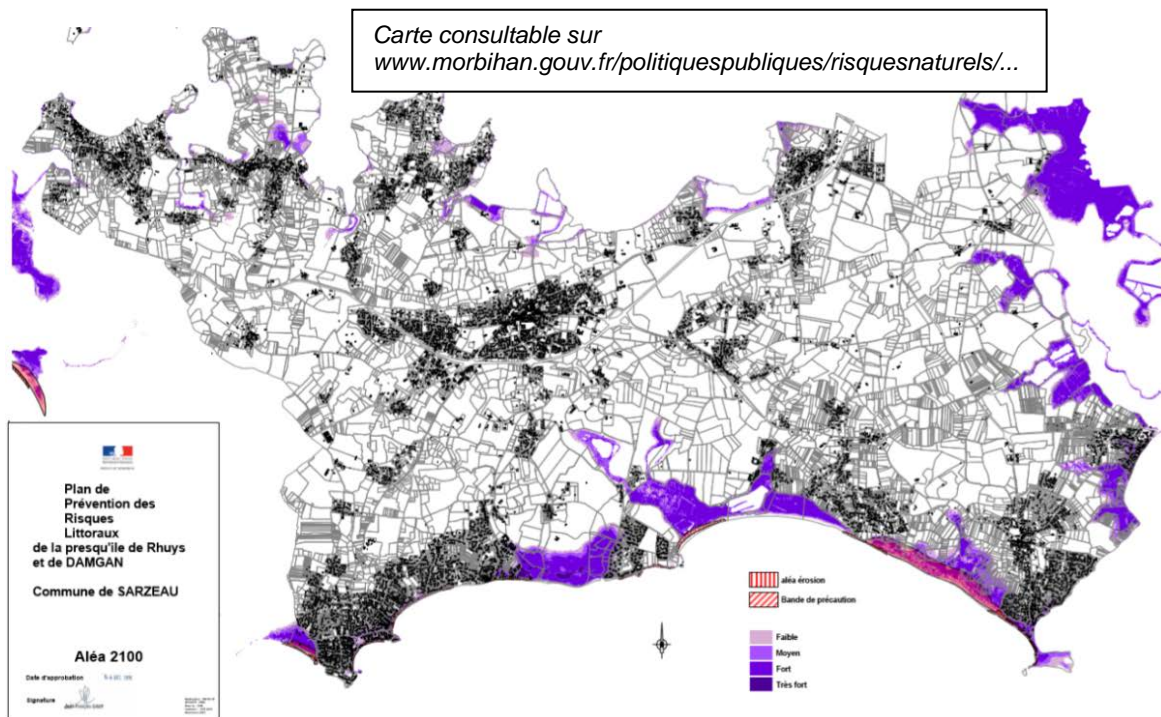 Carte consultable sur
www.morbihan.gouv.fr/politiquespubliques/risquesnaturels/...
Plan de
Prévention des
Risques
Littoraux
de la presqu'île de Rhuys
et de DAMGAN
Commune de SARZEAU
Aléa 2100
Date d'approbation
Signature
aléa érosion
Bande de précaution
Faible
Moyen
Fort
Très fort